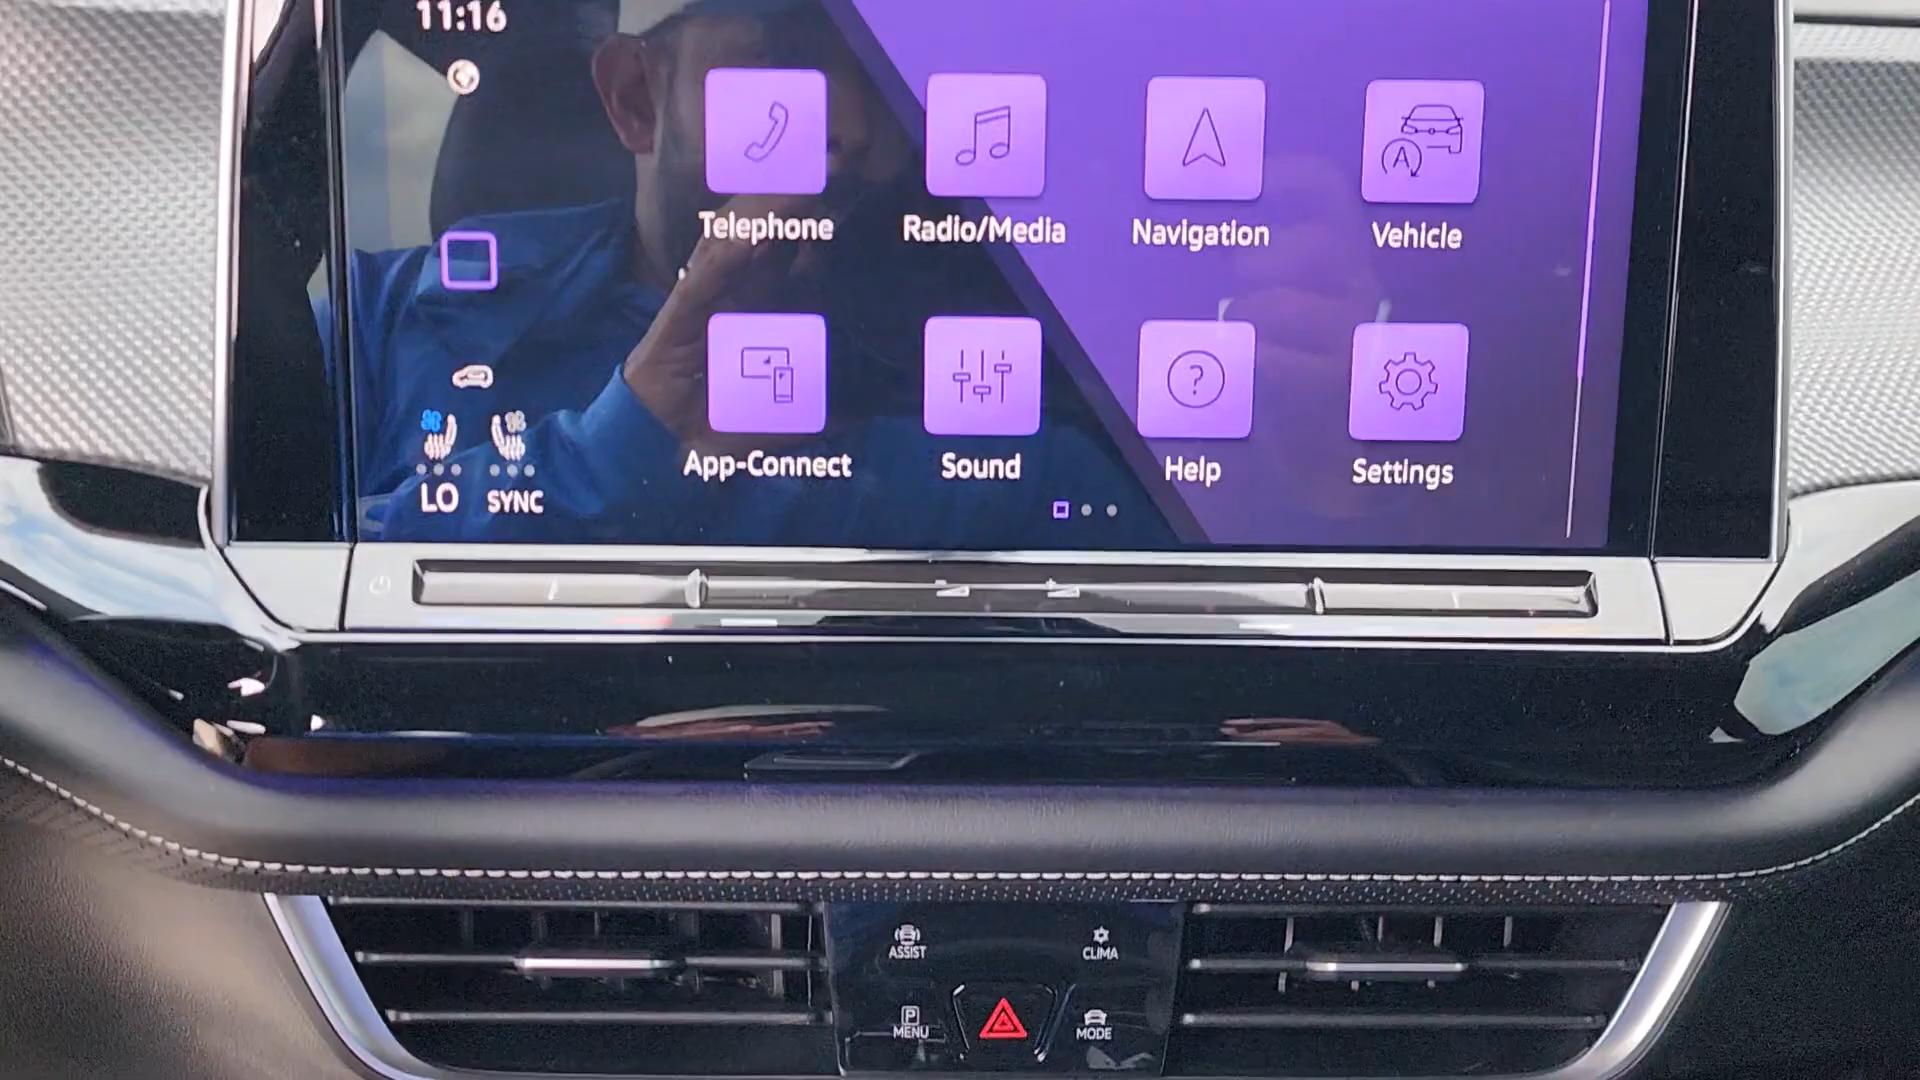 11:16
Telephone
Radio/Media
Navigation
Vehicle
A
App-Connect
Sound
?
Help
Settings
LO
SYNC
ASSIST
CLIMA
P
MENU
MODE